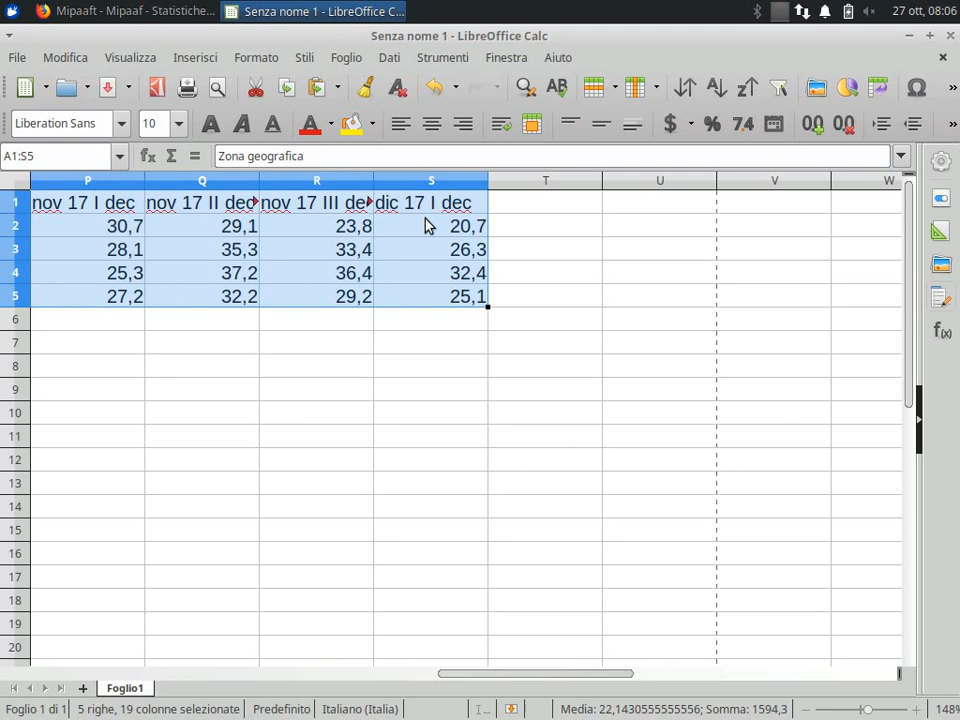 Mipaaft - Mipaaf - Statistiche...
Senza nome 1 - LibreOffice C...
27 ott, 08:06
Senza nome 1 - LibreOffice Calc
File Modifica Visualizza Inserisci Formato Stili Foglio Dati Strumenti Finestra Aiuto
Liberation Sans 10
A1:S5 Zona geografica
P Q R S T U V W
1 nov 17 I dec nov 17 II dec nov 17 III de dic 17 I dec
2 30,7 29,1 23,8 20,7
3 28,1 35,3 33,4 26,3
4 25,3 37,2 36,4 32,4
5 27,2 32,2 29,2 25,1
6
7
8
9
10
11
12
13
14
15
16
17
18
19
20
Foglio1
Foglio 1 di 1 5 righe, 19 colonne selezionate Predefinito Italiano (Italia) Media: 22,1430555555556; Somma: 1594,3 148%